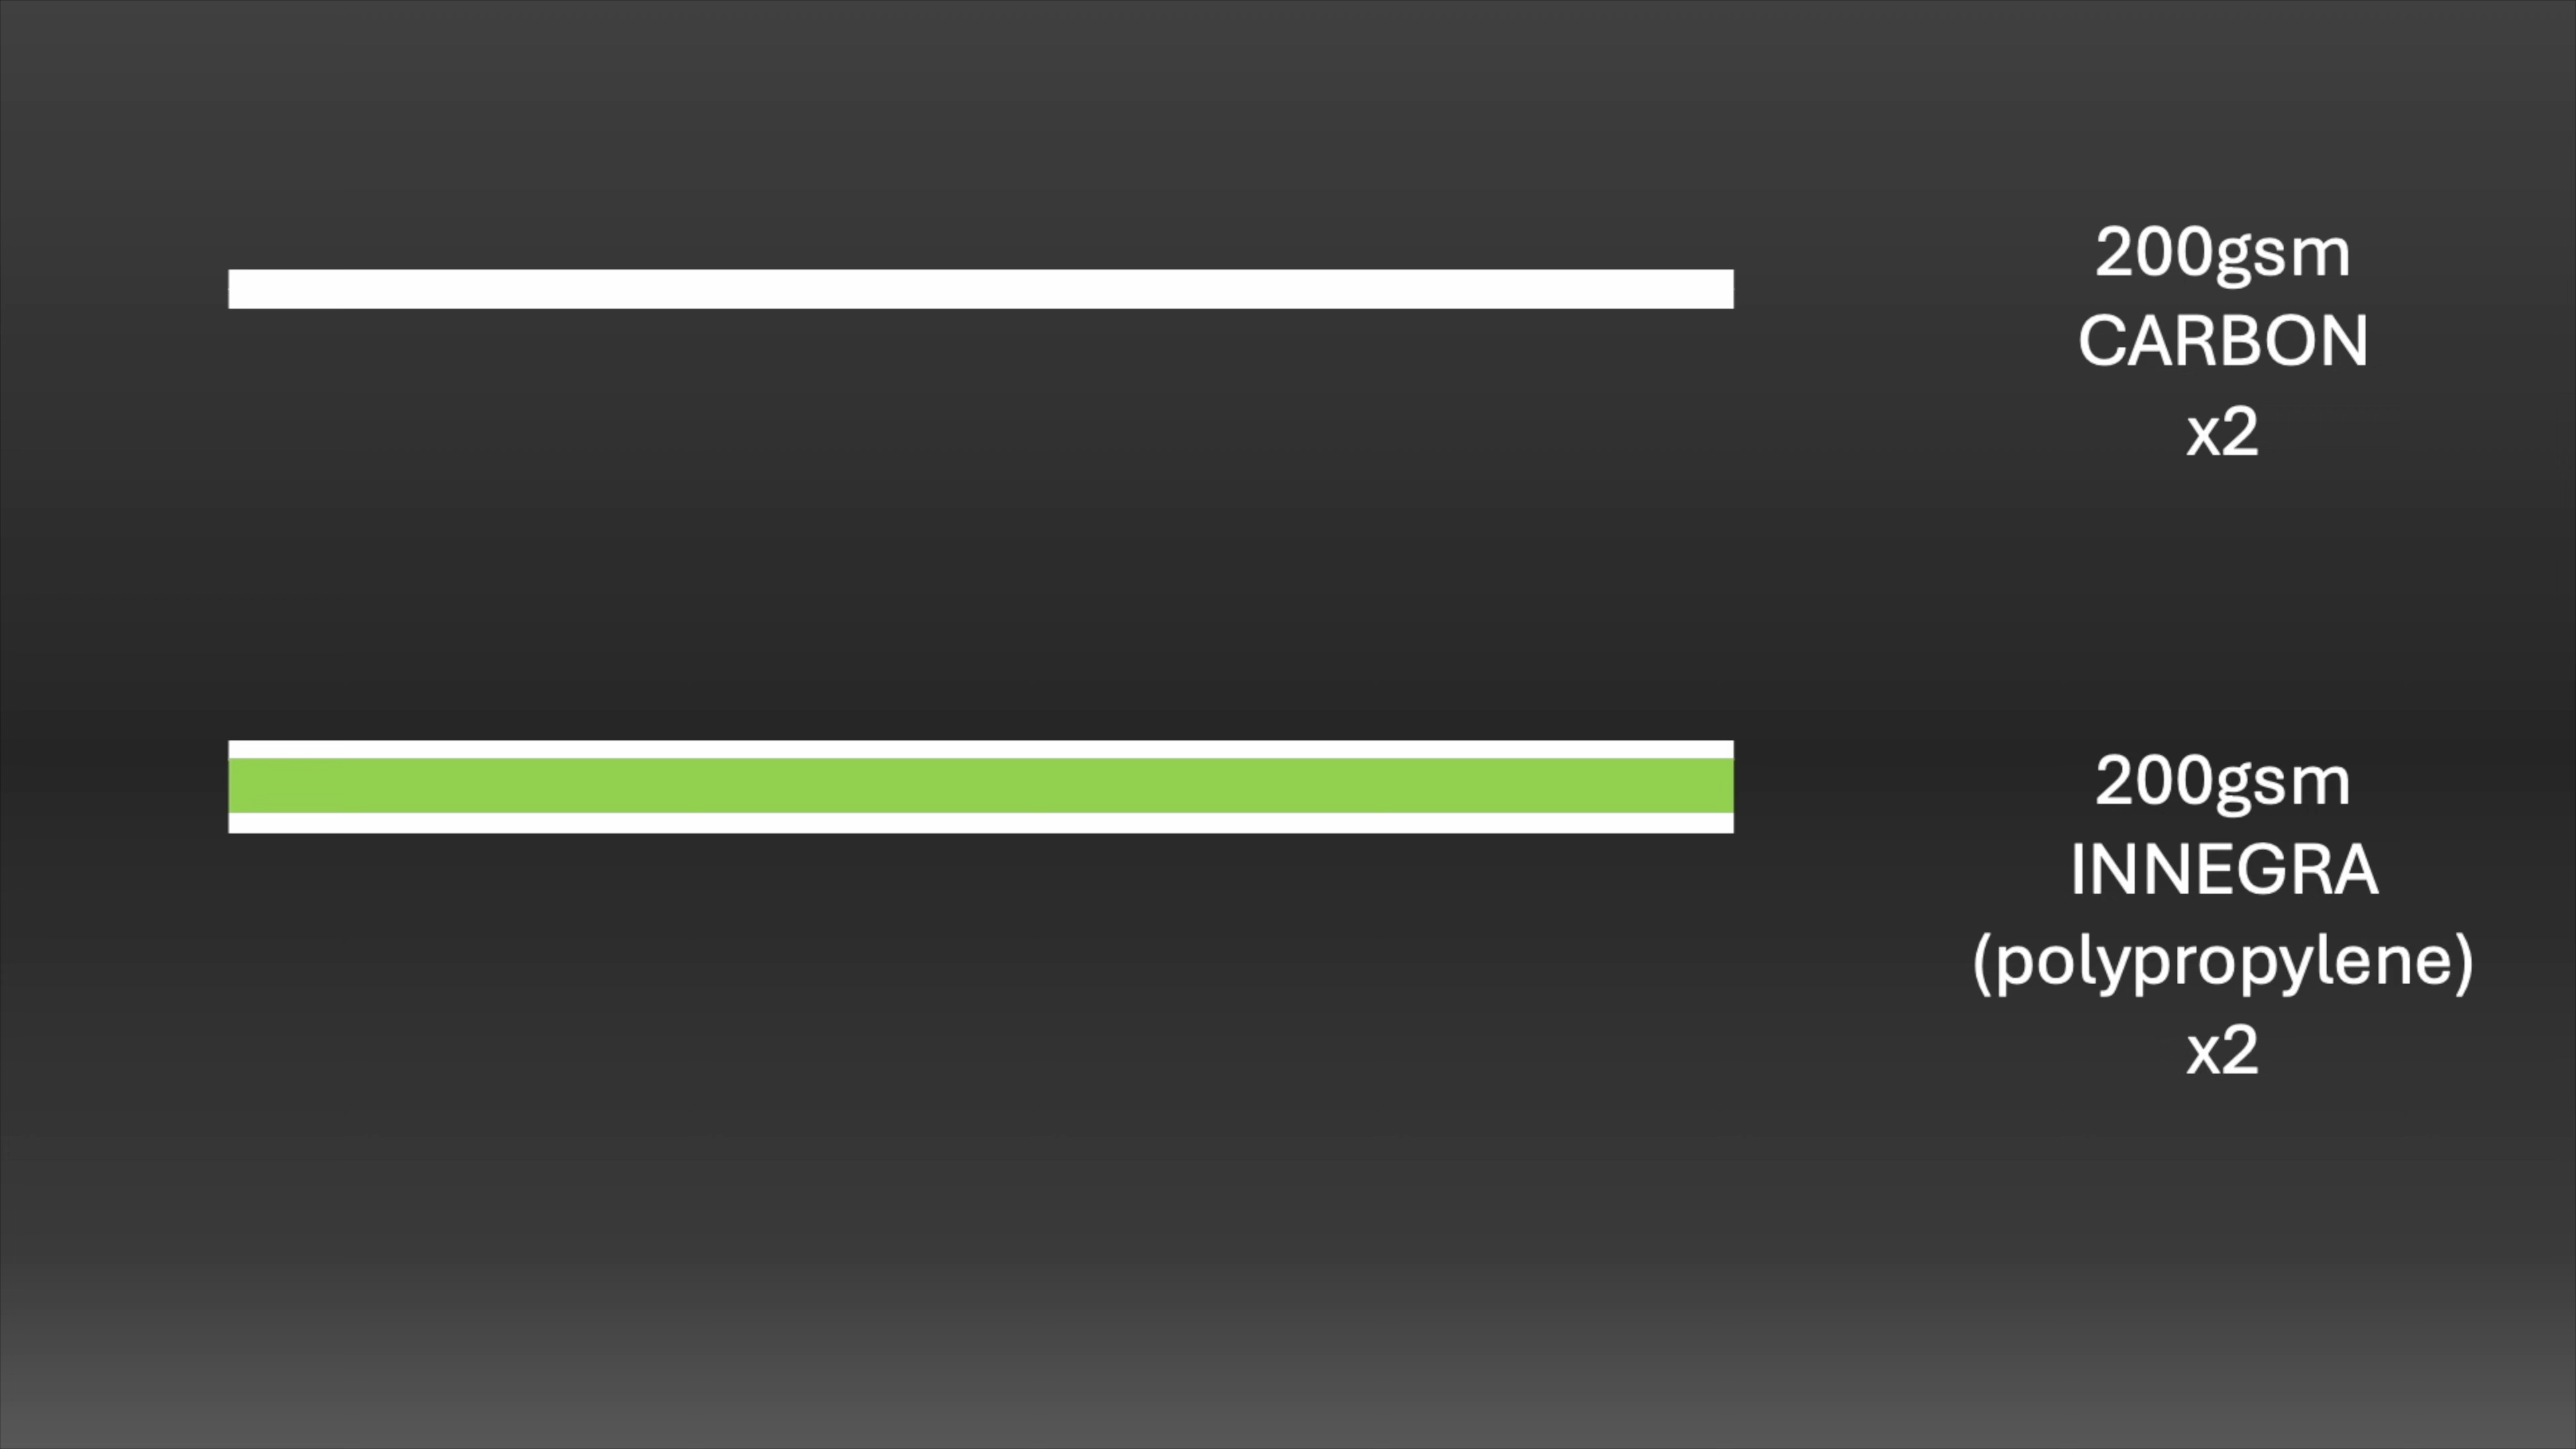 200gsm
CARBON
x2
200gsm
INNEGRA
(polypropylene)
x2